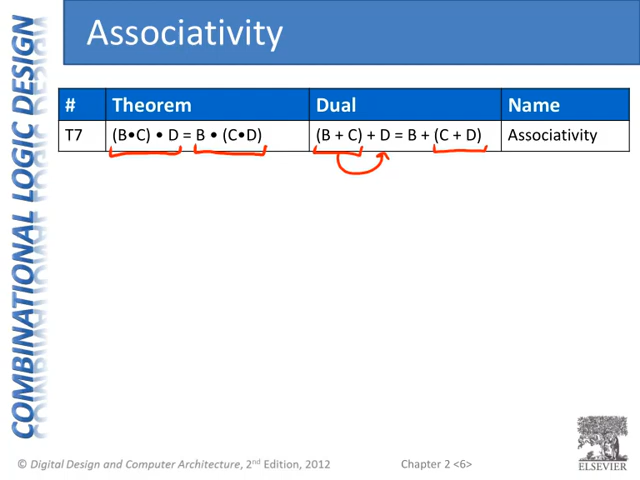 Associativity
COMBINATIONAL LOGIC DESIGN
# Theorem Dual Name
T7 (B•C) • D = B • (C•D) (B + C) + D = B + (C + D) Associativity
© Digital Design and Computer Architecture, 2nd Edition, 2012 Chapter 2 <6>
ELSEVIER